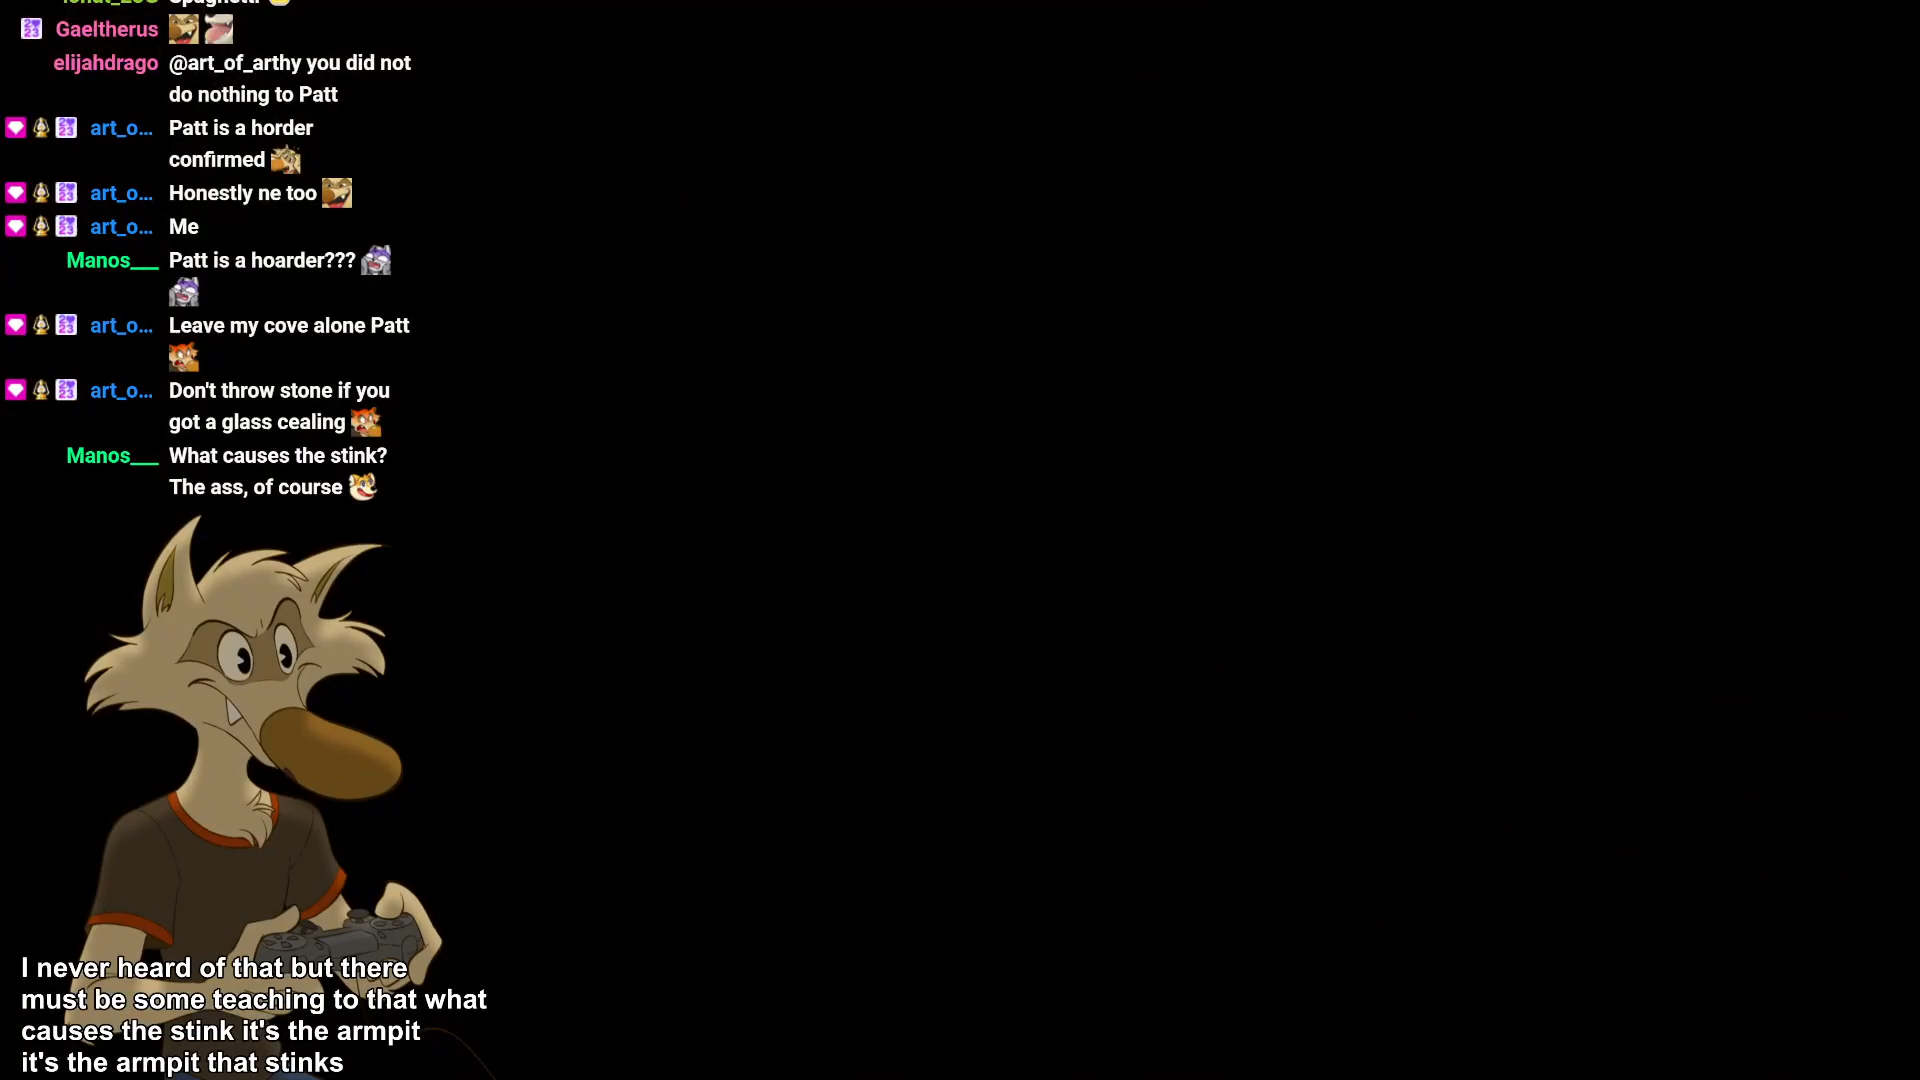 Gaeltherus
elijahdrago @art_of_arthy you did not
do nothing to Patt
art_o... Patt is a horder
confirmed
art_o... Honestly ne too
art_o... Me
Manos___ Patt is a hoarder???
art_o... Leave my cove alone Patt
art_o... Don't throw stone if you
got a glass cealing
Manos___ What causes the stink?
The ass, of course
I never heard of that but there
must be some teaching to that what
causes the stink it's the armpit
it's the armpit that stinks